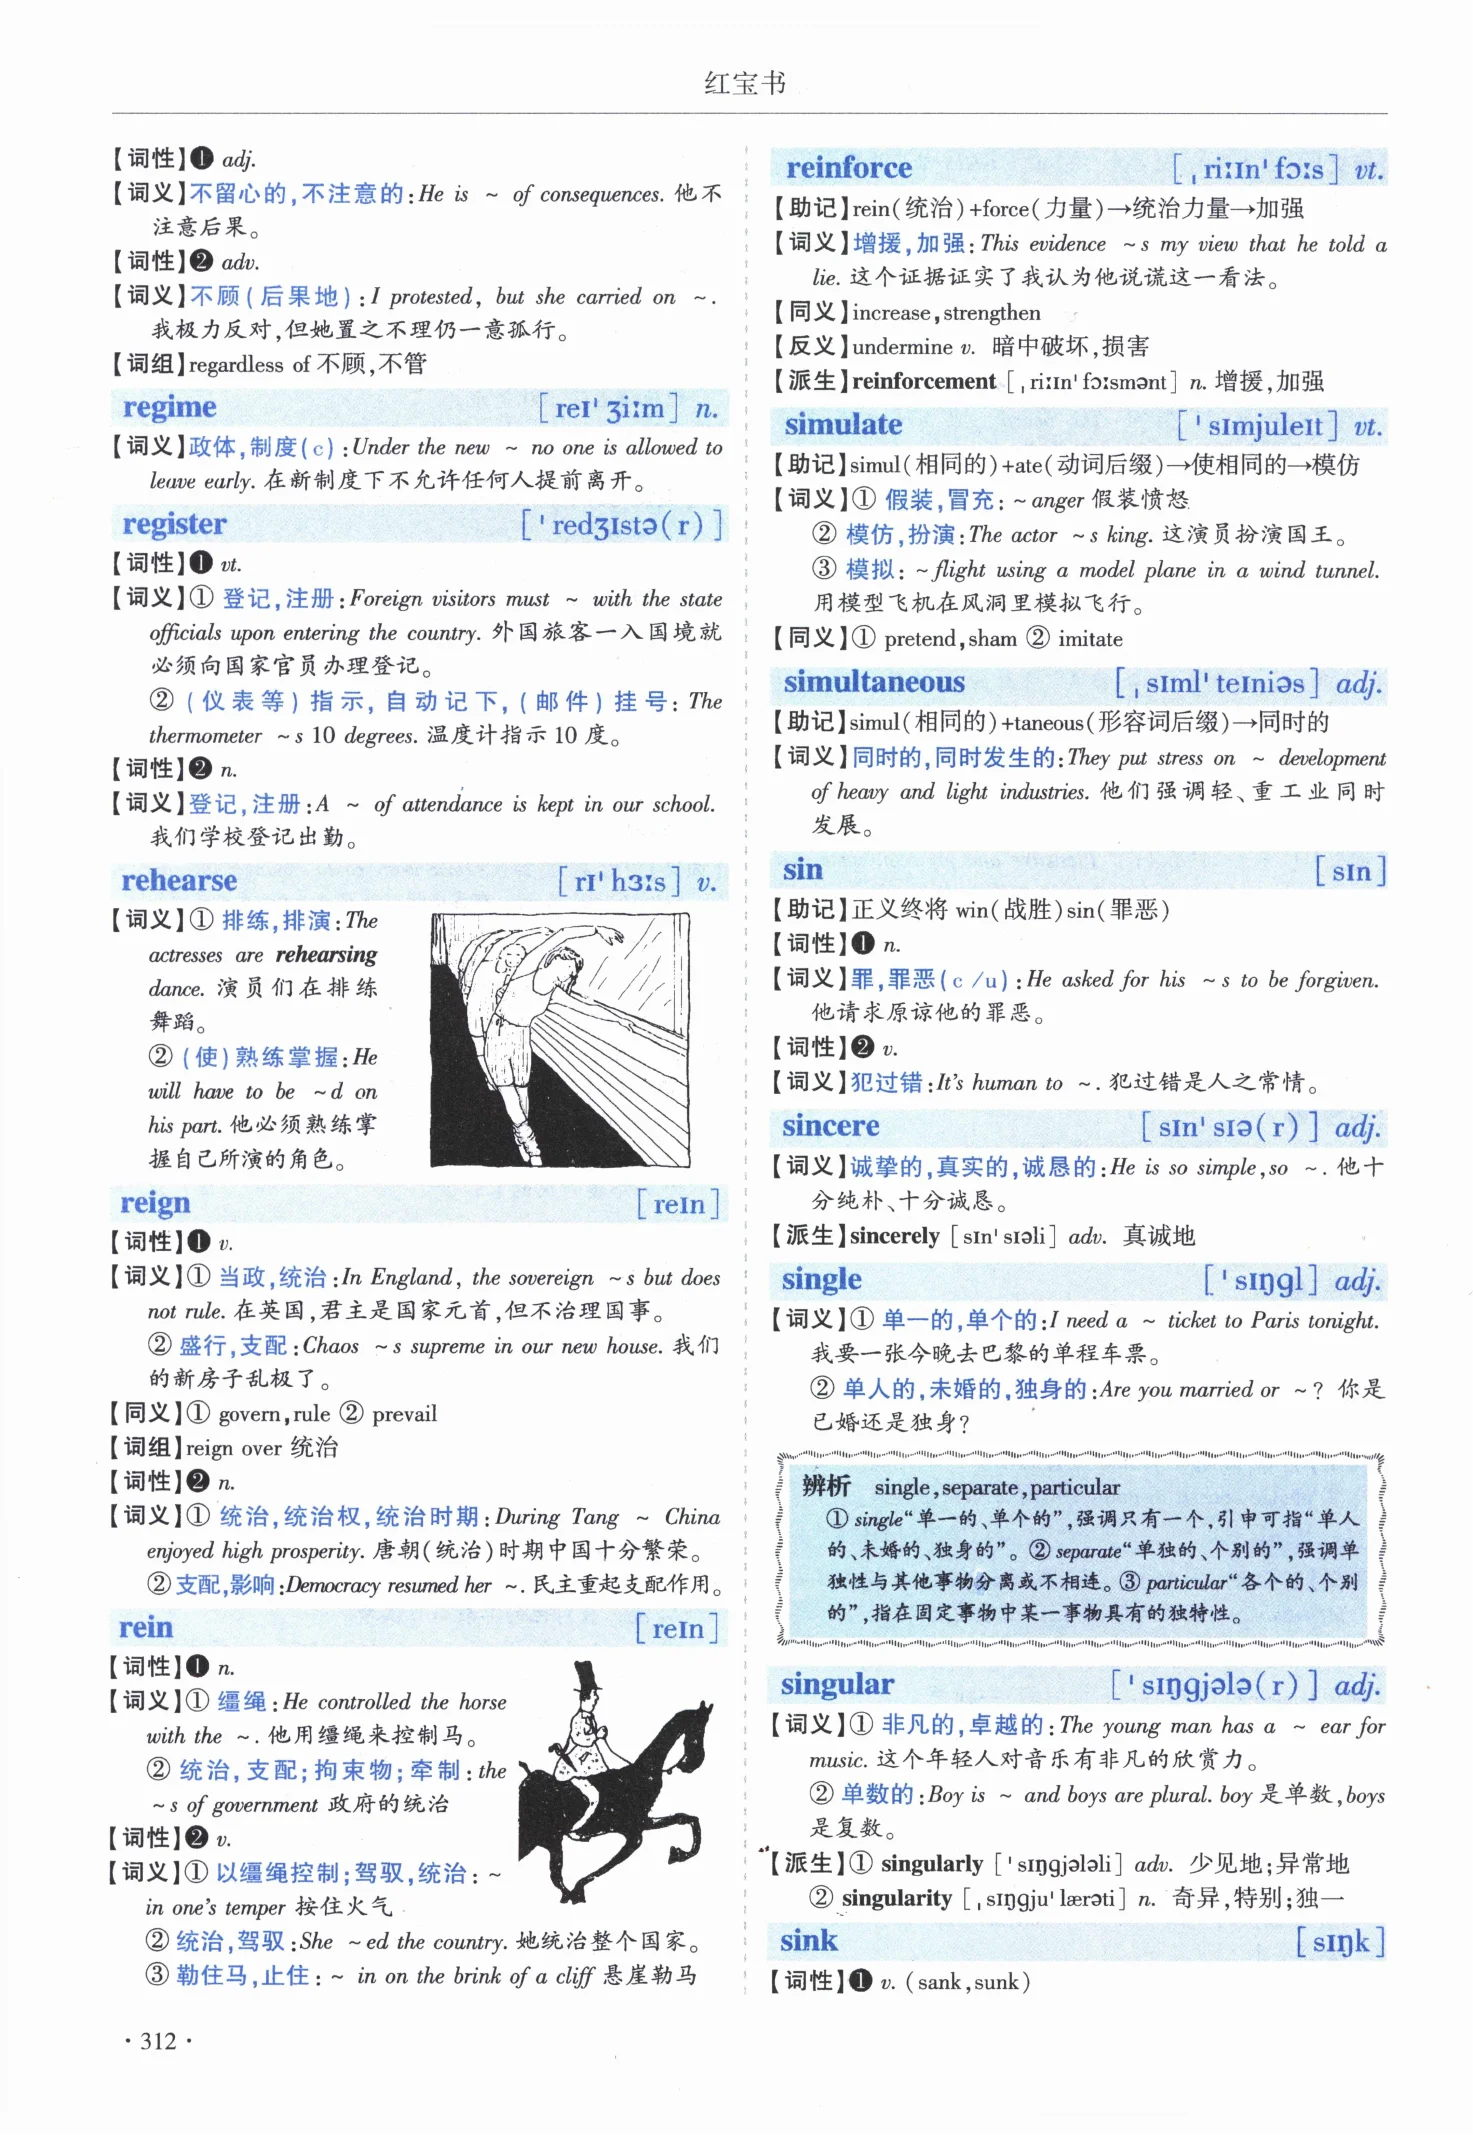 红宝书
【词性】❶ adj.
【词义】不留心的,不注意的:He is ~ of consequences. 他不
注意后果。
【词性】❷ adv.
【词义】不顾(后果地):I protested, but she carried on ~.
我极力反对,但她置之不理仍一意孤行。
【词组】regardless of 不顾,不管
regime [reɪˈʒiːm] n.
【词义】政体,制度(c):Under the new ~ no one is allowed to
leave early. 在新制度下不允许任何人提前离开。
register [ˈredʒɪstə(r)]
【词性】❶ vt.
【词义】① 登记,注册:Foreign visitors must ~ with the state
officials upon entering the country. 外国旅客一入国境就
必须向国家官员办理登记。
② (仪表等)指示,自动记下,(邮件)挂号:The
thermometer ~s 10 degrees. 温度计指示 10 度。
【词性】❷ n.
【词义】登记,注册:A ~ of attendance is kept in our school.
我们学校登记出勤。
rehearse [rɪˈhɜːs] v.
【词义】① 排练,排演:The
actresses are rehearsing
dance. 演员们在排练
舞蹈。
② (使)熟练掌握:He
will have to be ~d on
his part. 他必须熟练掌
握自己所演的角色。
reign [reɪn]
【词性】❶ v.
【词义】① 当政,统治:In England, the sovereign ~s but does
not rule. 在英国,君主是国家元首,但不治理国事。
② 盛行,支配:Chaos ~s supreme in our new house. 我们
的新房子乱极了。
【同义】① govern,rule ② prevail
【词组】reign over 统治
【词性】❷ n.
【词义】① 统治,统治权,统治时期:During Tang ~ China
enjoyed high prosperity. 唐朝(统治)时期中国十分繁荣。
② 支配,影响:Democracy resumed her ~. 民主重起支配作用。
rein [reɪn]
【词性】❶ n.
【词义】① 缰绳:He controlled the horse
with the ~. 他用缰绳来控制马。
② 统治,支配;拘束物;牵制:the
~s of government 政府的统治
【词性】❷ v.
【词义】① 以缰绳控制;驾驭,统治: ~
in one's temper 按住火气
② 统治,驾驭:She ~ed the country. 她统治整个国家。
③ 勒住马,止住: ~ in on the brink of a cliff 悬崖勒马
· 312 ·
reinforce [ˌriːɪnˈfɔːs] vt.
【助记】rein(统治)+force(力量)→统治力量→加强
【词义】增援,加强:This evidence ~s my view that he told a
lie. 这个证据证实了我认为他说谎这一看法。
【同义】increase,strengthen
【反义】undermine v. 暗中破坏,损害
【派生】reinforcement [ˌriːɪnˈfɔːsmənt] n. 增援,加强
simulate [ˈsɪmjuleɪt] vt.
【助记】simul(相同的)+ate(动词后缀)→使相同的→模仿
【词义】① 假装,冒充: ~anger 假装愤怒
② 模仿,扮演:The actor ~s king. 这演员扮演国王。
③ 模拟: ~flight using a model plane in a wind tunnel.
用模型飞机在风洞里模拟飞行。
【同义】① pretend,sham ② imitate
simultaneous [ˌsɪmlˈteɪniəs] adj.
【助记】simul(相同的)+taneous(形容词后缀)→同时的
【词义】同时的,同时发生的:They put stress on ~ development
of heavy and light industries. 他们强调轻、重工业同时
发展。
sin [sɪn]
【助记】正义终将 win(战胜)sin(罪恶)
【词性】❶ n.
【词义】罪,罪恶(c /u):He asked for his ~s to be forgiven.
他请求原谅他的罪恶。
【词性】❷ v.
【词义】犯过错:It's human to ~. 犯过错是人之常情。
sincere [sɪnˈsɪə(r)] adj.
【词义】诚挚的,真实的,诚恳的:He is so simple,so ~. 他十
分纯朴、十分诚恳。
【派生】sincerely [sɪnˈsɪəli] adv. 真诚地
single [ˈsɪŋgl] adj.
【词义】① 单一的,单个的:I need a ~ ticket to Paris tonight.
我要一张今晚去巴黎的单程车票。
② 单人的,未婚的,独身的:Are you married or ~? 你是
已婚还是独身?
辨析 single,separate,particular
① single“单一的、单个的”,强调只有一个,引申可指“单人
的、未婚的、独身的”。② separate“单独的、个别的”,强调单
独性与其他事物分离或不相连。③ particular“各个的、个别
的”,指在固定事物中某一事物具有的独特性。
singular [ˈsɪŋgjələ(r)] adj.
【词义】① 非凡的,卓越的:The young man has a ~ ear for
music. 这个年轻人对音乐有非凡的欣赏力。
② 单数的:Boy is ~ and boys are plural. boy 是单数,boys
是复数。
【派生】① singularly [ˈsɪŋgjələli] adv. 少见地;异常地
② singularity [ˌsɪŋgjuˈlærəti] n. 奇异,特别;独一
sink [sɪŋk]
【词性】❶ v. (sank,sunk)